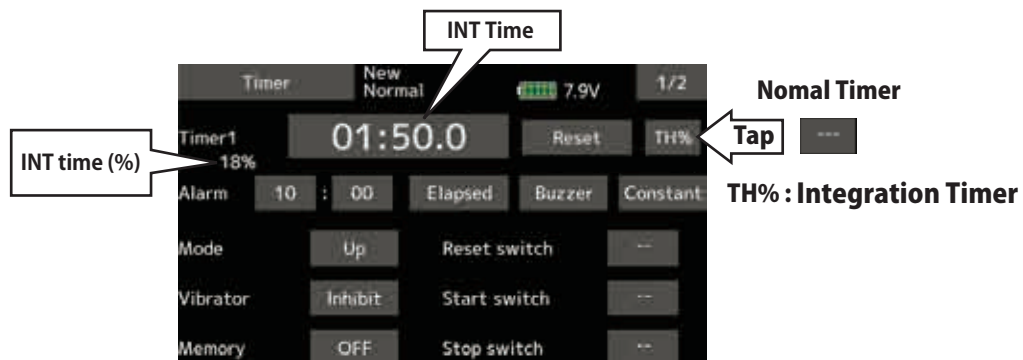 INT Time
Timer New Normal 7.9V 1/2
Nomal Timer
Timer1 01:50.0 Reset TH% Tap ---
18%
INT time (%)
Alarm 10 : 00 Elapsed Buzzer Constant
TH% : Integration Timer
Mode Up Reset switch --
Vibrator Inhibit Start switch --
Memory OFF Stop switch --